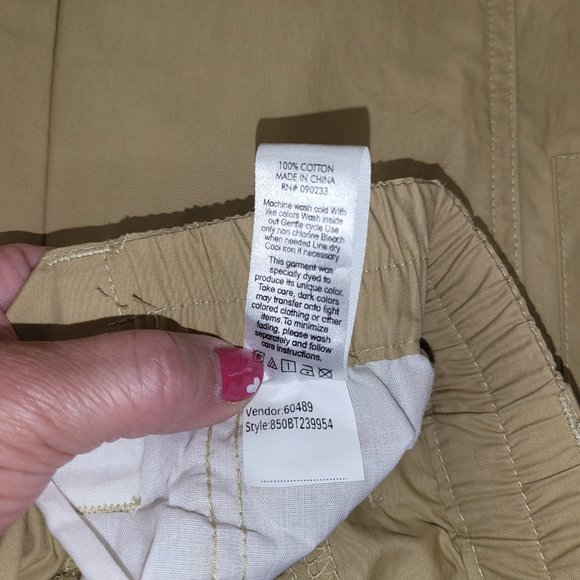 100% COTTON
MADE IN CHINA
RN# 090233
Machine wash cold With
like colors Wash inside
out Gentle cycle Use
only non chlorine Bleach
when needed Line dry
Cool iron if necessary
This garment was
specially dyed to
produce its unique color.
Take care, dark colors
may transfer onto light
colored clothing or other
items.To minimize
fading, please wash
separately and follow
care instructions.
Vendor:60489
Style:850BT239954